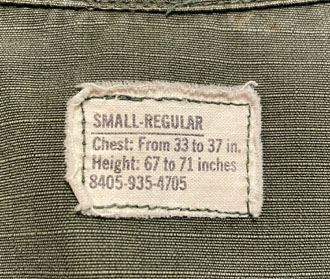 SMALL-REGULAR
Chest: From 33 to 37 in.
Height: 67 to 71 inches
8405-935-4705